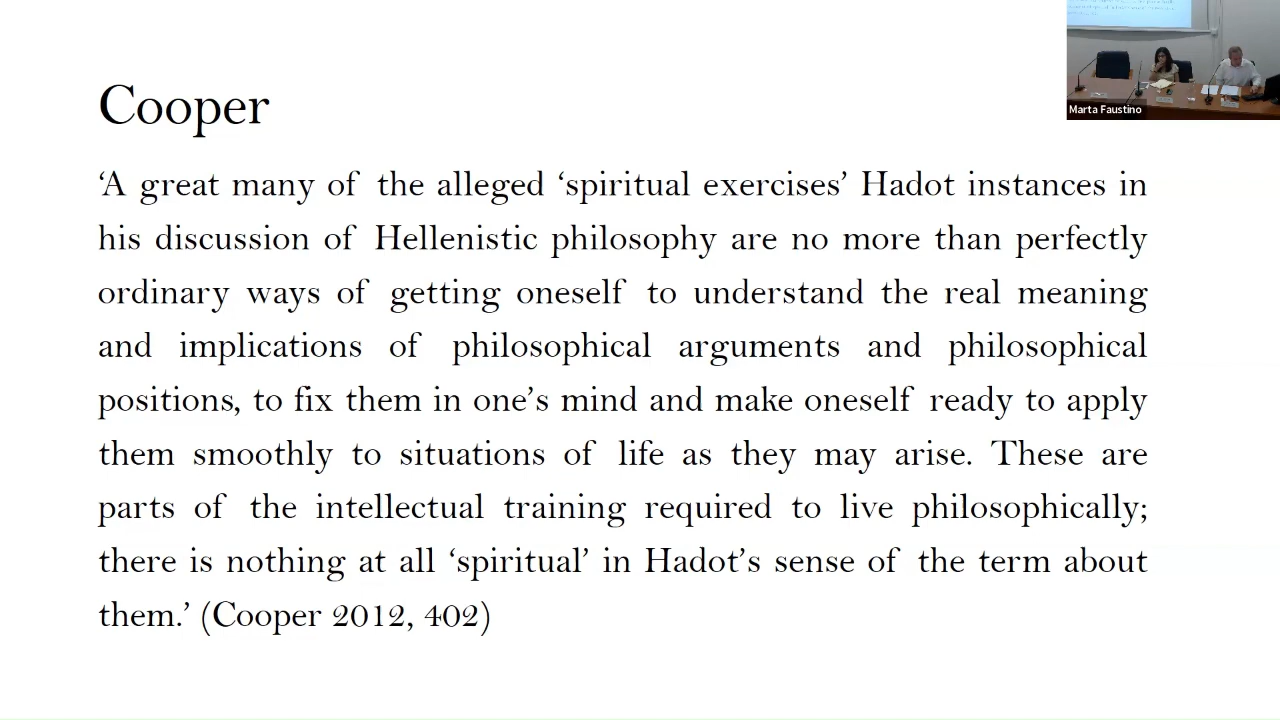 Cooper
‘A great many of the alleged ‘spiritual exercises’ Hadot instances in
his discussion of Hellenistic philosophy are no more than perfectly
ordinary ways of getting oneself to understand the real meaning
and implications of philosophical arguments and philosophical
positions, to fix them in one’s mind and make oneself ready to apply
them smoothly to situations of life as they may arise. These are
parts of the intellectual training required to live philosophically;
there is nothing at all ‘spiritual’ in Hadot’s sense of the term about
them.’ (Cooper 2012, 402)
Marta Faustino